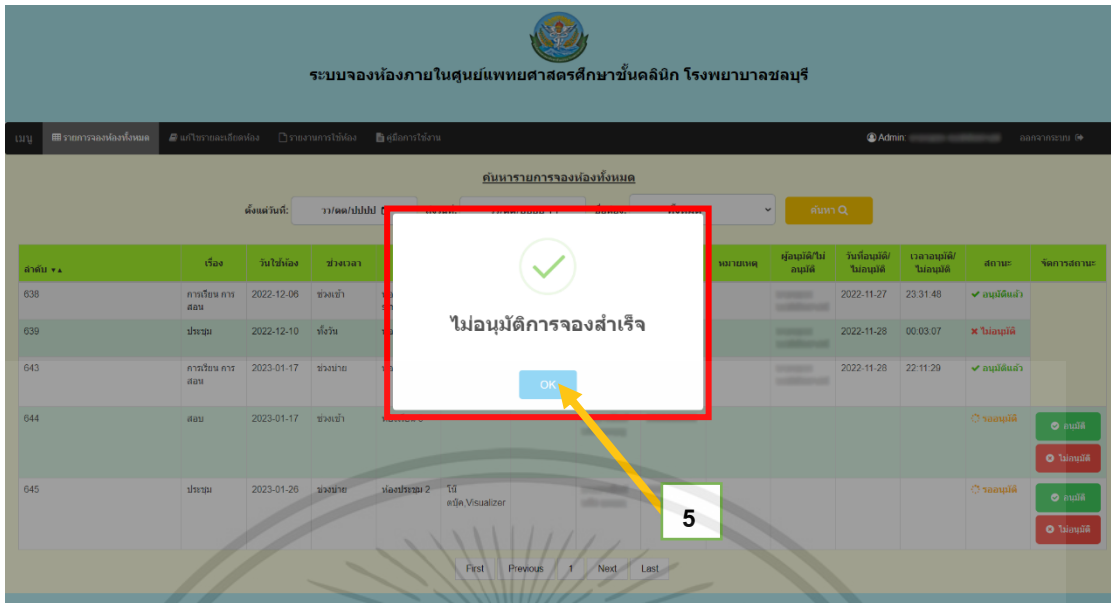 ระบบจองห้องภายในศูนย์แพทยศาสตรศึกษาชั้นคลินิก โรงพยาบาลชลบุรี
เมนู รายการจองห้องทั้งหมด แก้ไขรายละเอียดห้อง รายงานการใช้ห้อง คู่มือการใช้งาน Admin: ออกจากระบบ
ค้นหารายการจองห้องทั้งหมด
ตั้งแต่วันที่: วว/ดด/ปปปป ค้นหา
ลำดับ เรื่อง วันใช้ห้อง ช่วงเวลา หมายเหตุ ผู้อนุมัติ/ไม่อนุมัติ วันที่อนุมัติ/ไม่อนุมัติ เวลาอนุมัติ/ไม่อนุมัติ สถานะ จัดการสถานะ
638 การเรียน การสอน 2022-12-06 ช่วงเช้า 2022-11-27 23:31:48 อนุมัติแล้ว
639 ประชุม 2022-12-10 ทั้งวัน 2022-11-28 00:03:07 ไม่อนุมัติ
ไม่อนุมัติการจองสำเร็จ
643 การเรียน การสอน 2023-01-17 ช่วงบ่าย 2022-11-28 22:11:29 อนุมัติแล้ว
OK
644 สอบ 2023-01-17 ช่วงเช้า รออนุมัติ อนุมัติ
ไม่อนุมัติ
645 ประชุม 2023-01-26 ช่วงบ่าย ห้องประชุม 2 โน๊ตบุ๊ค,Visualizer รออนุมัติ อนุมัติ
5
ไม่อนุมัติ
First Previous 1 Next Last